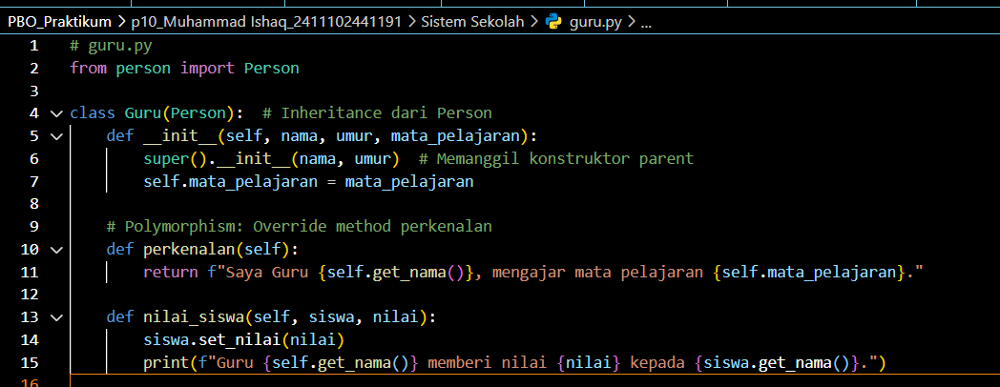 PBO_Praktikum > p10_Muhammad Ishaq_2411102441191 > Sistem Sekolah > guru.py > ...
1 # guru.py
2 from person import Person
3
4 class Guru(Person):  # Inheritance dari Person
5     def __init__(self, nama, umur, mata_pelajaran):
6         super().__init__(nama, umur)  # Memanggil konstruktor parent
7         self.mata_pelajaran = mata_pelajaran
8
9     # Polymorphism: Override method perkenalan
10     def perkenalan(self):
11         return f"Saya Guru {self.get_nama()}, mengajar mata pelajaran {self.mata_pelajaran}."
12
13     def nilai_siswa(self, siswa, nilai):
14         siswa.set_nilai(nilai)
15         print(f"Guru {self.get_nama()} memberi nilai {nilai} kepada {siswa.get_nama()}.")
16